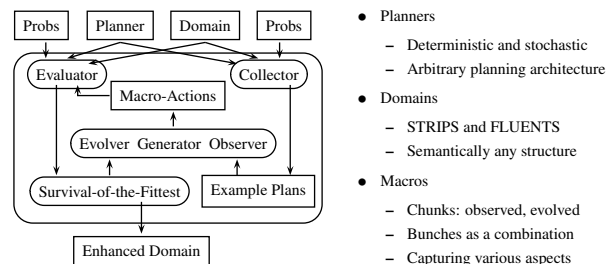 Probs Planner Domain Probs
Evaluator Collector
Macro-Actions
Evolver Generator Observer
Survival-of-the-Fittest Example Plans
Enhanced Domain
● Planners
– Deterministic and stochastic
– Arbitrary planning architecture
● Domains
– STRIPS and FLUENTS
– Semantically any structure
● Macros
– Chunks: observed, evolved
– Bunches as a combination
– Capturing various aspects